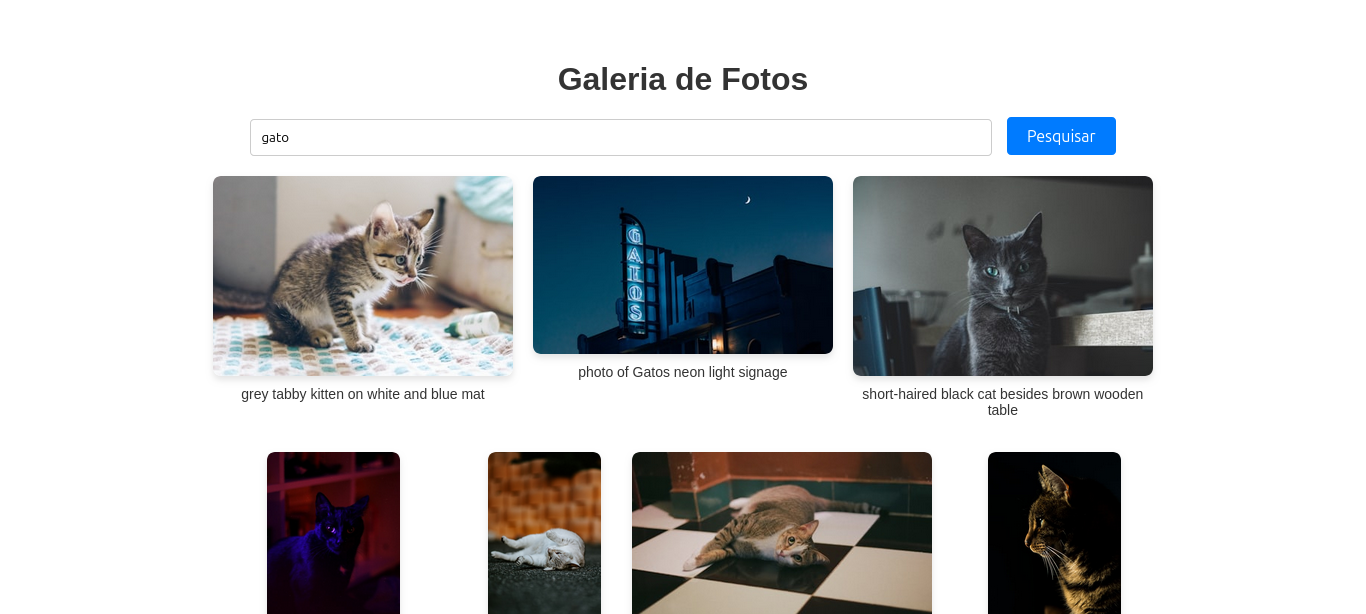 Galeria de Fotos
gato
Pesquisar
GATOS
grey tabby kitten on white and blue mat
photo of Gatos neon light signage
short-haired black cat besides brown wooden
table